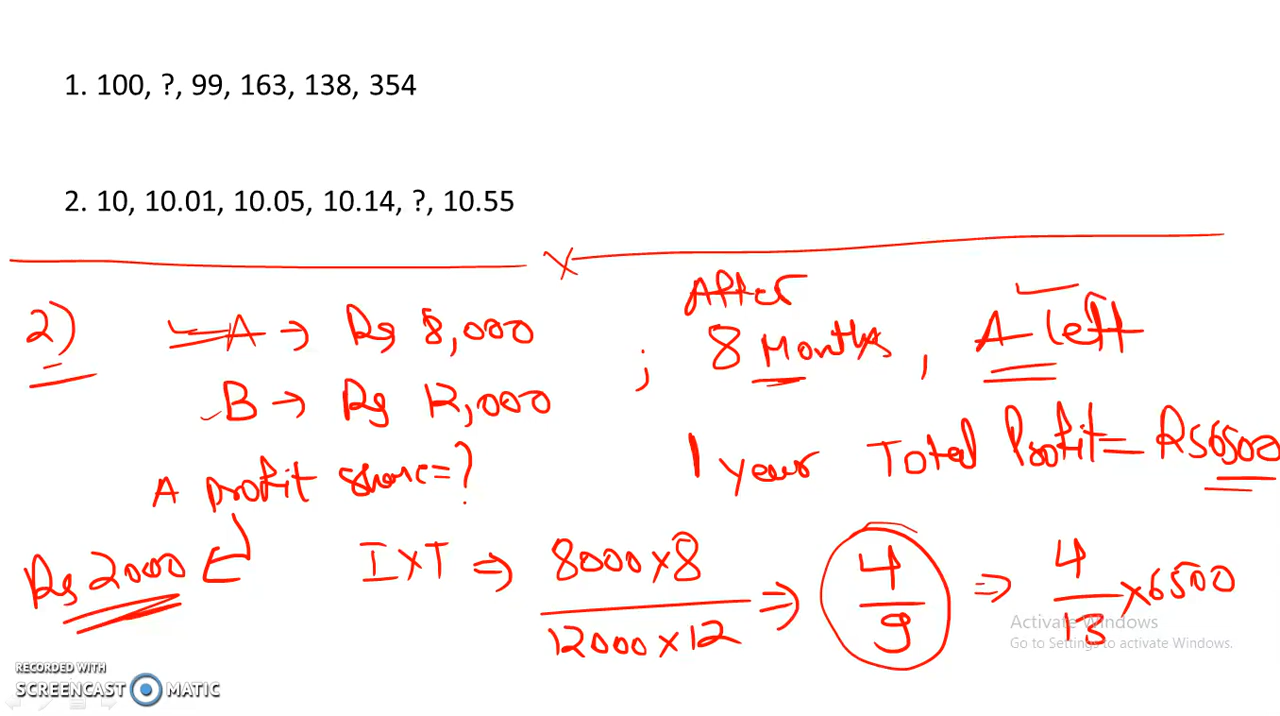 1. 100, ?, 99, 163, 138, 354
2. 10, 10.01, 10.05, 10.14, ?, 10.55
2) A → Rs 8,000 ; After 8 Months, A left
B → Rs 12,000
1 year Total Profit = Rs 6500
A profit share = ?
Rs 2000
I x T ⇒ 8000 x 8 / 12000 x 12 ⇒ 4/9 ⇒ 4/13 x 6500
Activate Windows
Go to Settings to activate Windows.
RECORDED WITH
SCREENCAST MATIC